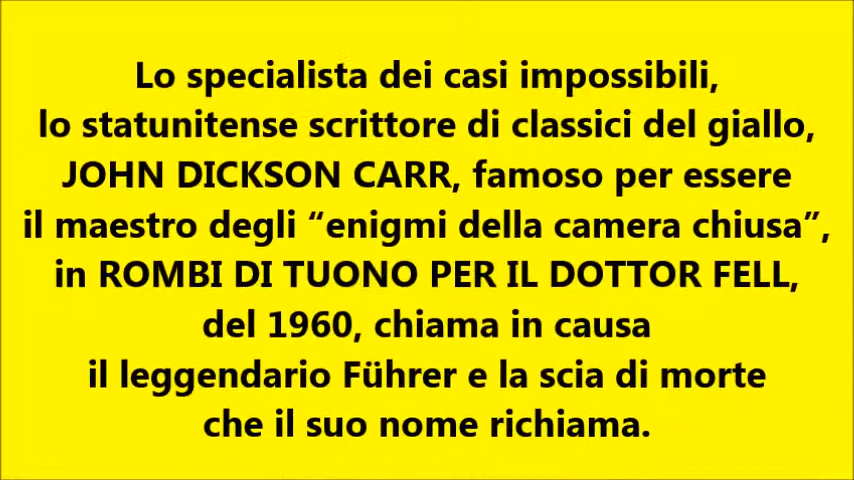 Lo specialista dei casi impossibili,
lo statunitense scrittore di classici del giallo,
JOHN DICKSON CARR, famoso per essere
il maestro degli “enigmi della camera chiusa”,
in ROMBI DI TUONO PER IL DOTTOR FELL,
del 1960, chiama in causa
il leggendario Führer e la scia di morte
che il suo nome richiama.